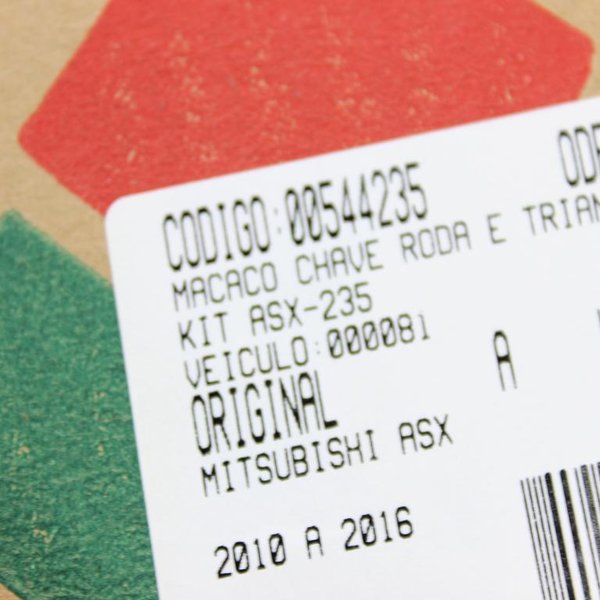 CODIGO:00544235
MACACO CHAVE RODA E
KIT ASX-235
VEICULO:000081
ORIGINAL
A
MITSUBISHI ASX
2010 A 2016